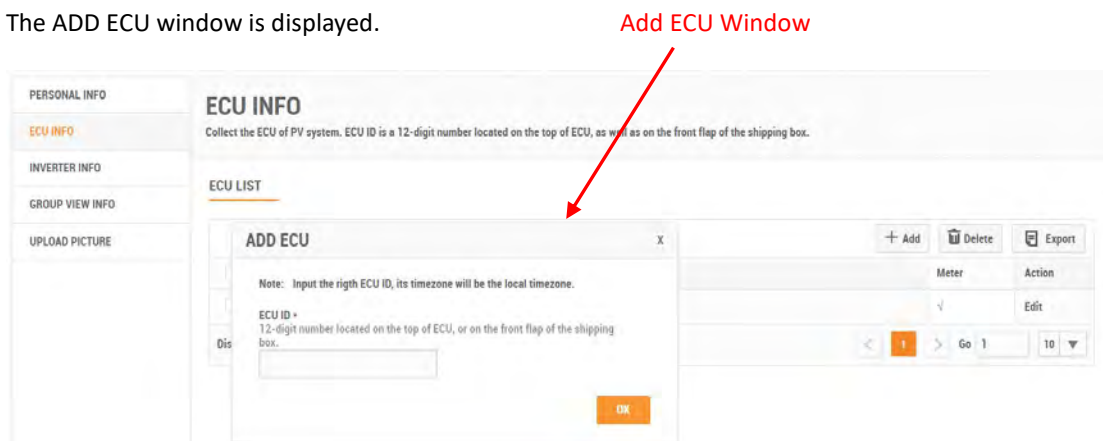 The ADD ECU window is displayed.
Add ECU Window
PERSONAL INFO
ECU INFO
INVERTER INFO
GROUP VIEW INFO
UPLOAD PICTURE
ECU INFO
Collect the ECU of PV system. ECU ID is a 12-digit number located on the top of ECU, as well as on the front flap of the shipping box.
ECU LIST
+ Add
Delete
Export
Meter
Action
√
Edit
Dis
< 1 > Go 1
10
ADD ECU
X
Note: Input the rigth ECU ID, its timezone will be the local timezone.
ECU ID *
12-digit number located on the top of ECU, or on the front flap of the shipping
box.
OK